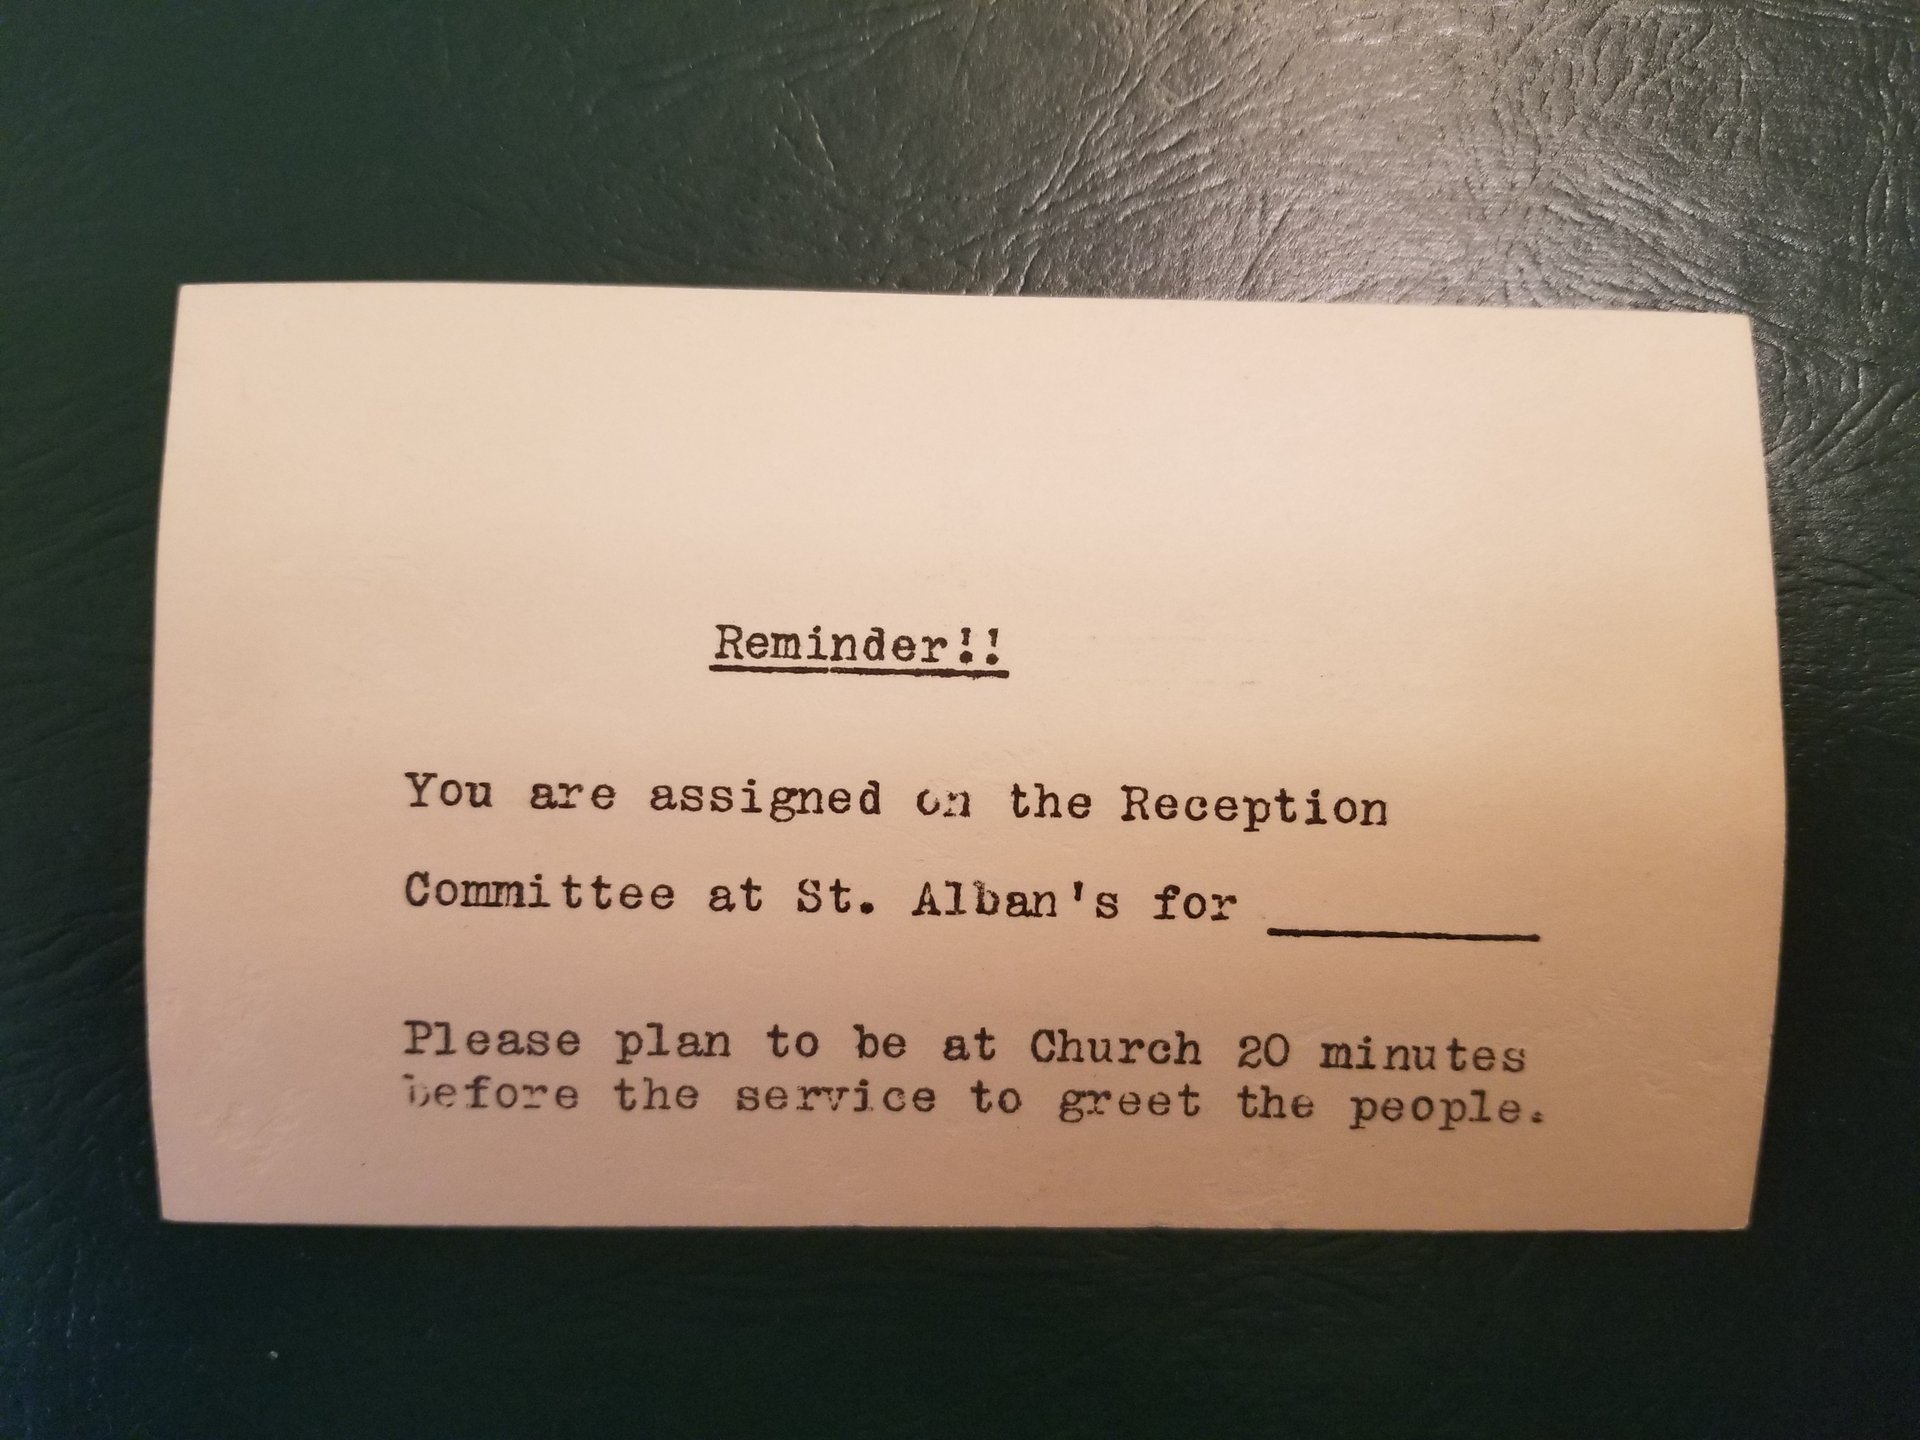 Reminder!!
You are assigned on the Reception
Committee at St. Alban's for ________
Please plan to be at Church 20 minutes
before the service to greet the people.